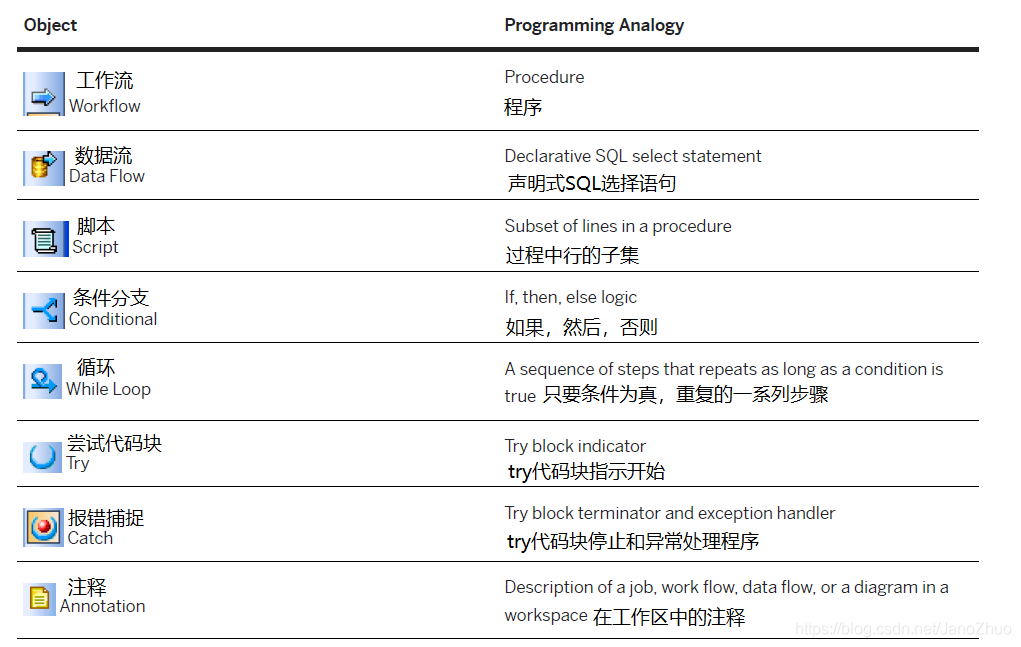 Object Programming Analogy
工作流 Procedure
Workflow 程序
数据流 Declarative SQL select statement
Data Flow 声明式SQL选择语句
脚本 Subset of lines in a procedure
Script 过程中行的子集
条件分支 If, then, else logic
Conditional 如果，然后，否则
循环 A sequence of steps that repeats as long as a condition is
While Loop true 只要条件为真，重复的一系列步骤
尝试代码块 Try block indicator
Try try代码块指示开始
报错捕捉 Try block terminator and exception handler
Catch try代码块停止和异常处理程序
注释 Description of a job, work flow, data flow, or a diagram in a
Annotation workspace 在工作区中的注释
https://blog.csdn.net/JanoZhuo